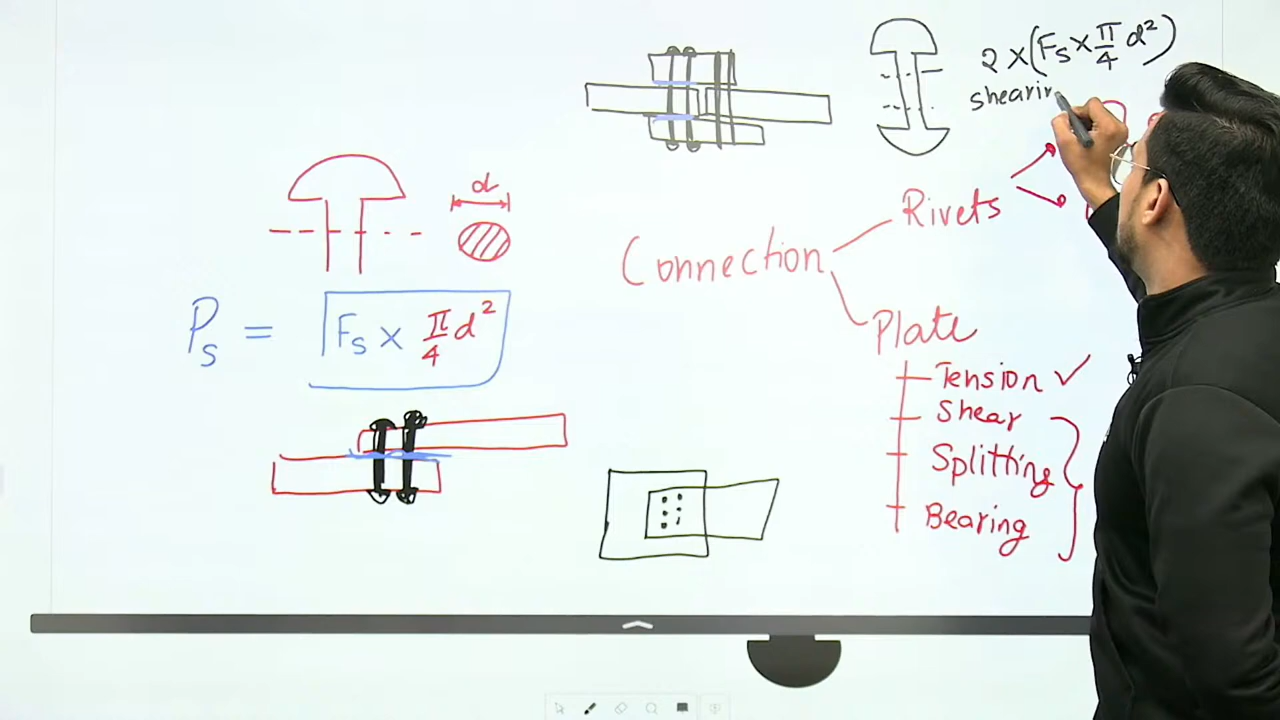 2 × (Fs × π/4 d²)
shearin
d
Rivets
Connection
Ps = Fs × π/4 d²
Plate
Tension ✓
Shear
Splitting
Bearing